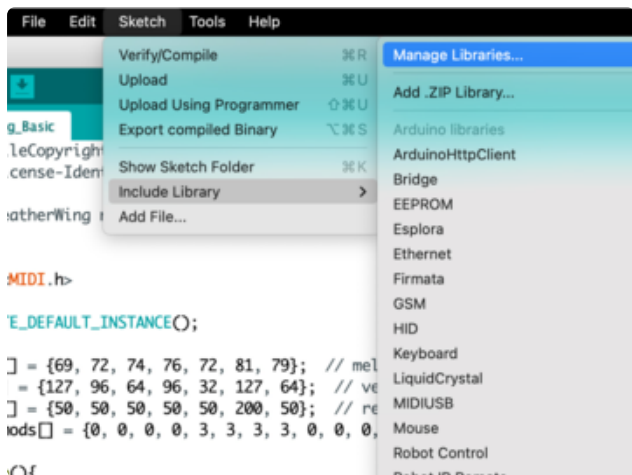 File Edit Sketch Tools Help
Verify/Compile ⌘R
Upload ⌘U
Upload Using Programmer ⇧⌘U
Export compiled Binary ⌥⌘S
Show Sketch Folder ⌘K
Include Library >
Add File...
Manage Libraries...
Add .ZIP Library...
Arduino libraries
ArduinoHttpClient
Bridge
EEPROM
Esplora
Ethernet
Firmata
GSM
HID
Keyboard
LiquidCrystal
MIDIUSB
Mouse
Robot Control
g_Basic
leCopyright
cense-Iden
eatherWing
MIDI.h>
TE_DEFAULT_INSTANCE();
[] = {69, 72, 74, 76, 72, 81, 79}; // mel
= {127, 96, 64, 96, 32, 127, 64}; // ve
[] = {50, 50, 50, 50, 50, 200, 50}; // re
ods[] = {0, 0, 0, 0, 3, 3, 3, 3, 0, 0, 0,